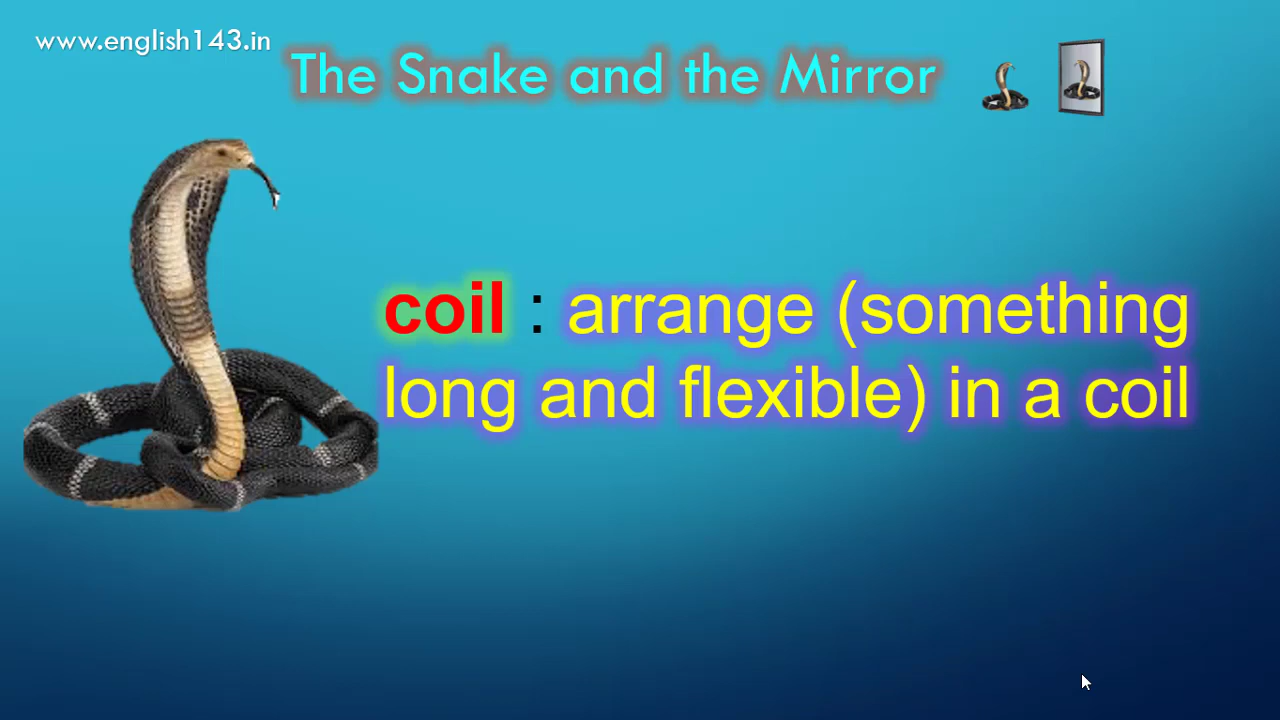 www.english143.in
The Snake and the Mirror
coil : arrange (something
long and flexible) in a coil